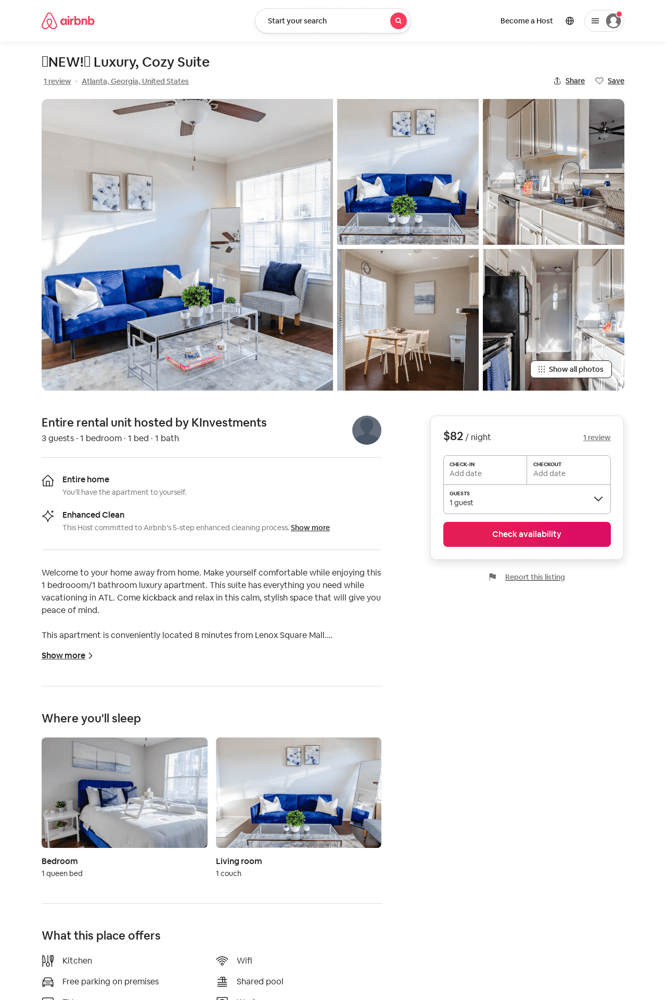 airbnb
Start your search
Become a Host
NEW! Luxury, Cozy Suite
1 review · Atlanta, Georgia, United States
Share
Save
Show all photos
Entire rental unit hosted by KInvestments
3 guests · 1 bedroom · 1 bed · 1 bath
$82 / night
1 review
CHECK-IN
Add date
CHECKOUT
Add date
GUESTS
1 guest
Check availability
Report this listing
Entire home
You’ll have the apartment to yourself.
Enhanced Clean
This Host committed to Airbnb's 5-step enhanced cleaning process. Show more
Welcome to your home away from home. Make yourself comfortable while enjoying this
1 bedrooom/1 bathroom luxury apartment. This suite has everything you need while
vacationing in ATL. Come kickback and relax in this calm, stylish space that will give you
peace of mind.
This apartment is conveniently located 8 minutes from Lenox Square Mall....
Show more
Where you'll sleep
Bedroom
1 queen bed
Living room
1 couch
What this place offers
Kitchen
Wifi
Free parking on premises
Shared pool